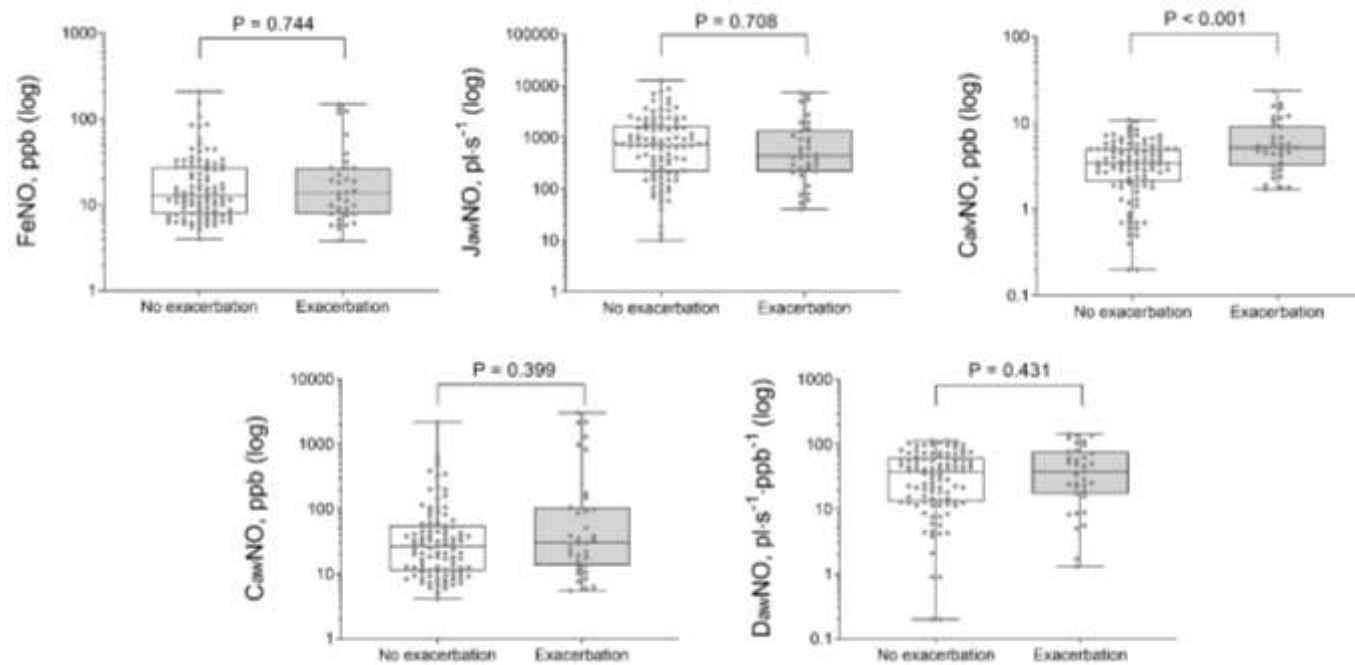 P = 0.744
FeNO, ppb (log)
1000
100
10
1
No exacerbation
Exacerbation
P = 0.708
JawNO, pl·s⁻¹ (log)
100000
10000
1000
100
10
1
No exacerbation
Exacerbation
P < 0.001
CalvNO, ppb (log)
100
10
1
0.1
No exacerbation
Exacerbation
P = 0.399
CawNO, ppb (log)
10000
1000
100
10
1
No exacerbation
Exacerbation
P = 0.431
DawNO, pl·s⁻¹·ppb⁻¹ (log)
1000
100
10
1
0.1
No exacerbation
Exacerbation